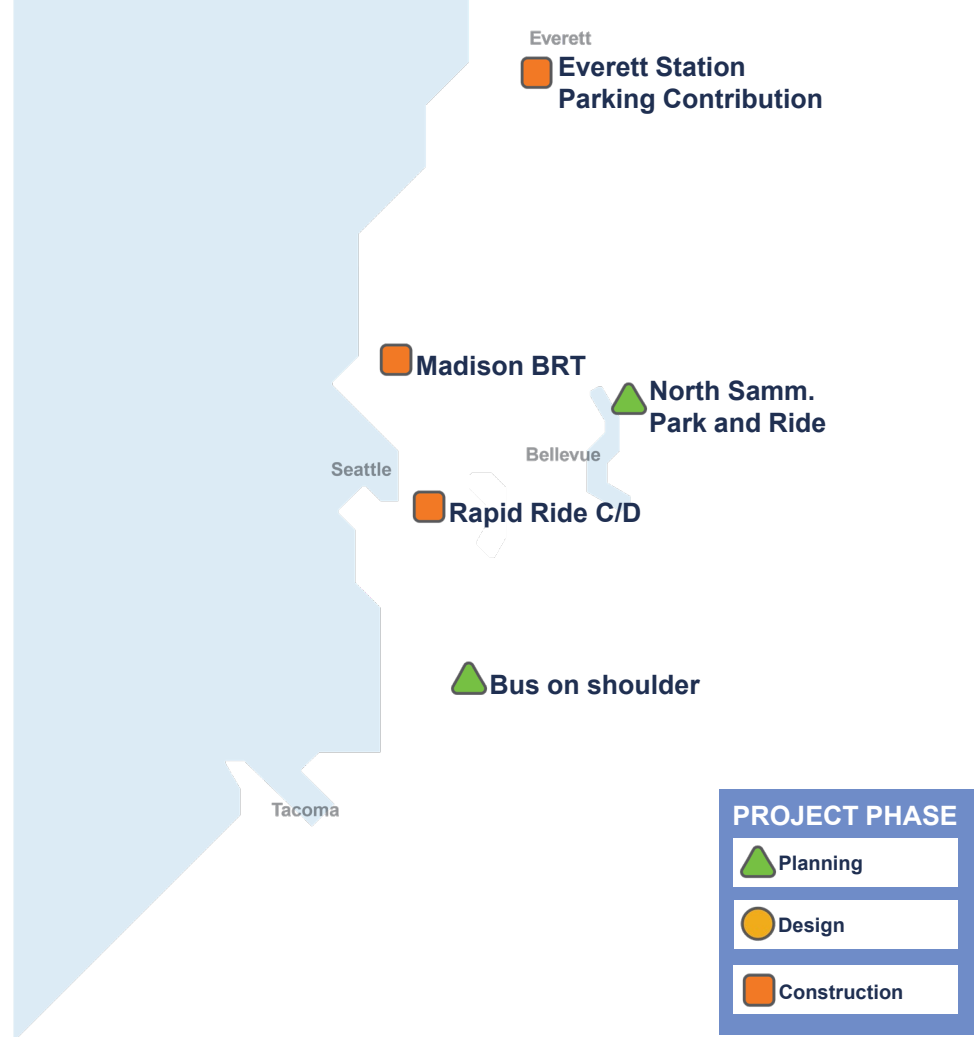 Everett
Everett Station
Parking Contribution
Madison BRT
North Samm.
Park and Ride
Bellevue
Seattle
Rapid Ride C/D
Bus on shoulder
Tacoma
PROJECT PHASE
Planning
Design
Construction